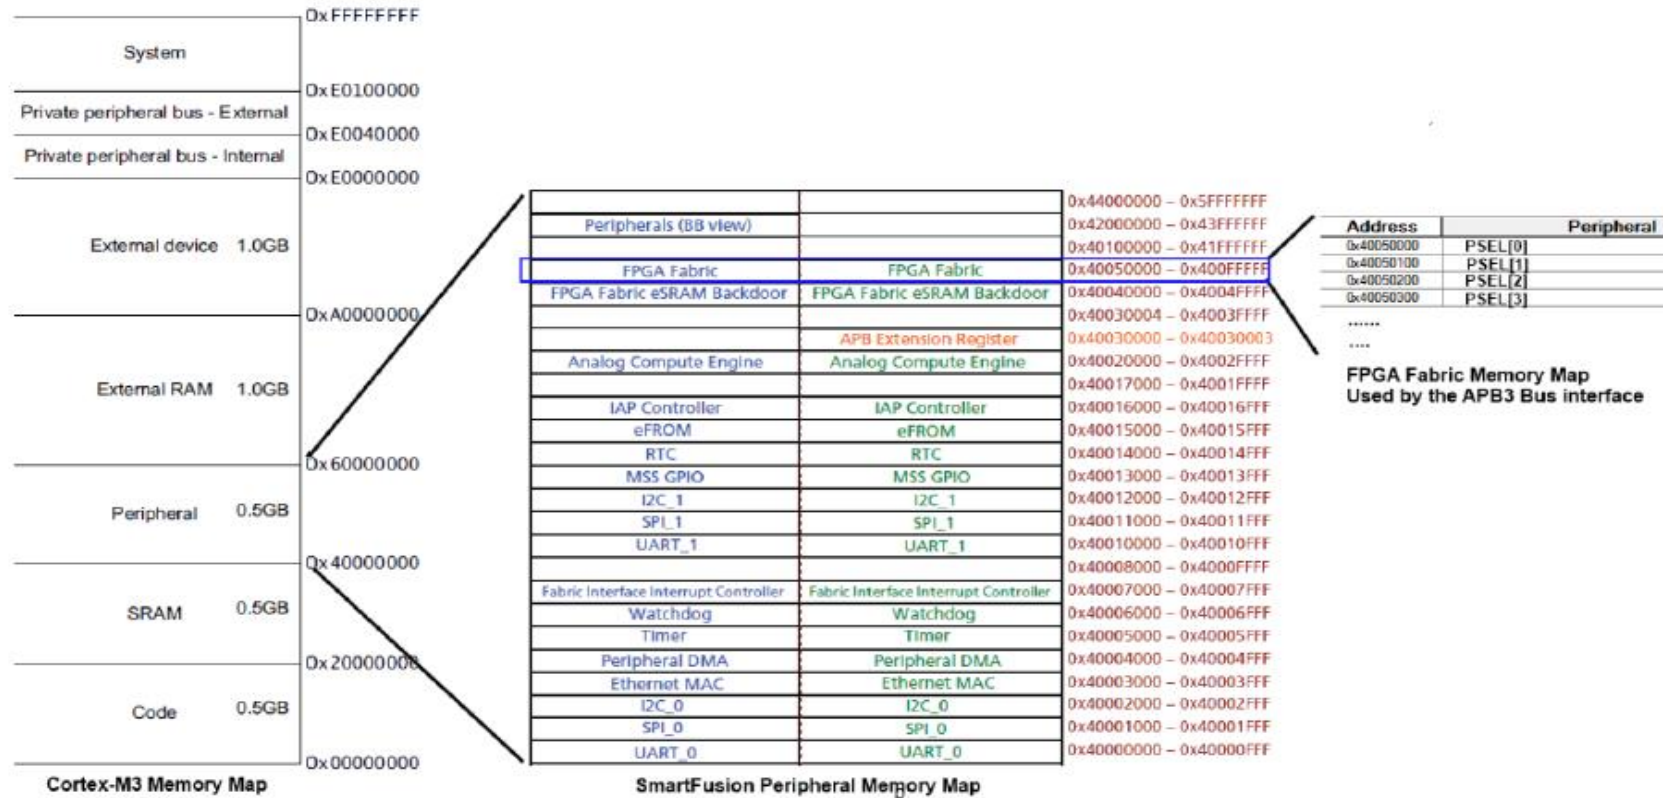 0xFFFFFFFF
System
0xE0100000
Private peripheral bus - External
0xE0040000
Private peripheral bus - Internal
0xE0000000
External device 1.0GB
0xA0000000
External RAM 1.0GB
0x60000000
Peripheral 0.5GB
0x40000000
SRAM 0.5GB
0x20000000
Code 0.5GB
0x00000000
Cortex-M3 Memory Map
0x44000000 – 0x5FFFFFFF
Peripherals (BB view) 0x42000000 – 0x43FFFFFF
0x40100000 – 0x41FFFFFF
FPGA Fabric FPGA Fabric 0x40050000 – 0x400FFFFF
FPGA Fabric eSRAM Backdoor FPGA Fabric eSRAM Backdoor 0x40040000 – 0x4004FFFF
0x40030004 – 0x4003FFFF
APB Extension Register 0x40030000 – 0x40030003
Analog Compute Engine Analog Compute Engine 0x40020000 – 0x4002FFFF
0x40017000 – 0x4001FFFF
IAP Controller IAP Controller 0x40016000 – 0x40016FFF
eFROM eFROM 0x40015000 – 0x40015FFF
RTC RTC 0x40014000 – 0x40014FFF
MSS GPIO MSS GPIO 0x40013000 – 0x40013FFF
I2C_1 I2C_1 0x40012000 – 0x40012FFF
SPI_1 SPI_1 0x40011000 – 0x40011FFF
UART_1 UART_1 0x40010000 – 0x40010FFF
0x40008000 – 0x4000FFFF
Fabric Interface Interrupt Controller Fabric Interface Interrupt Controller 0x40007000 – 0x40007FFF
Watchdog Watchdog 0x40006000 – 0x40006FFF
Timer Timer 0x40005000 – 0x40005FFF
Peripheral DMA Peripheral DMA 0x40004000 – 0x40004FFF
Ethernet MAC Ethernet MAC 0x40003000 – 0x40003FFF
I2C_0 I2C_0 0x40002000 – 0x40002FFF
SPI_0 SPI_0 0x40001000 – 0x40001FFF
UART_0 UART_0 0x40000000 – 0x40000FFF
SmartFusion Peripheral Memory Map
Address Peripheral
0x40050000 PSEL[0]
0x40050100 PSEL[1]
0x40050200 PSEL[2]
0x40050300 PSEL[3]
......
....
FPGA Fabric Memory Map
Used by the APB3 Bus interface